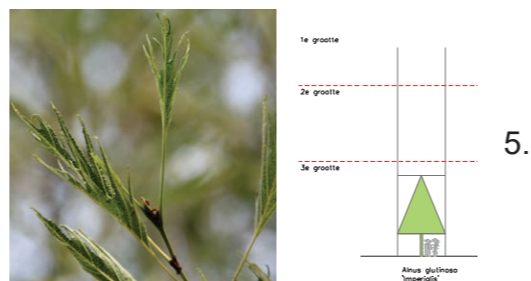 1e grootte
2e grootte
3e grootte
5.
Alnus glutinosa
'Imperialis'